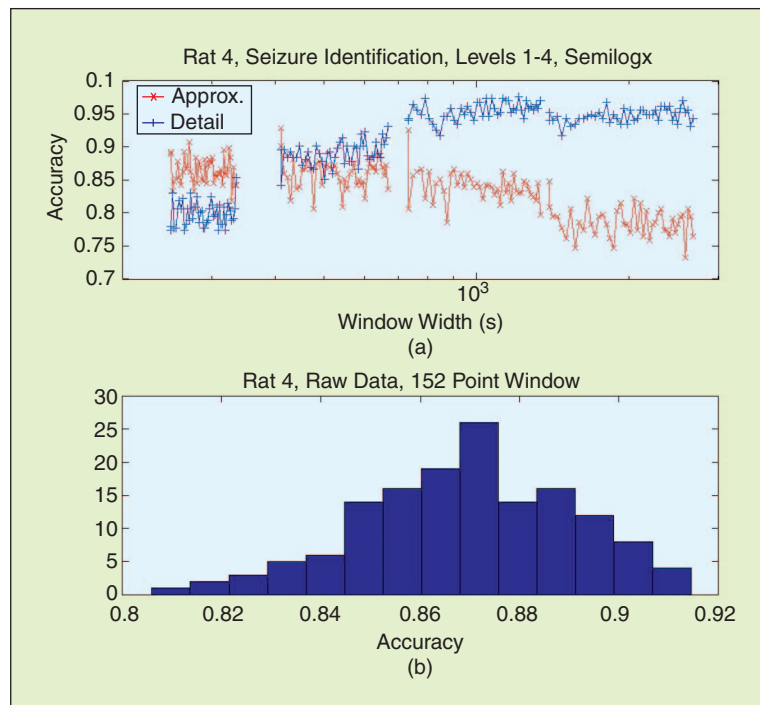 Rat 4, Seizure Identification, Levels 1-4, Semilogx
0.1
0.95
0.9
0.85
0.8
0.75
0.7
Accuracy
Approx.
Detail
10³
Window Width (s)
(a)
Rat 4, Raw Data, 152 Point Window
30
25
20
15
10
5
0
0.8 0.82 0.84 0.86 0.88 0.9 0.92
Accuracy
(b)